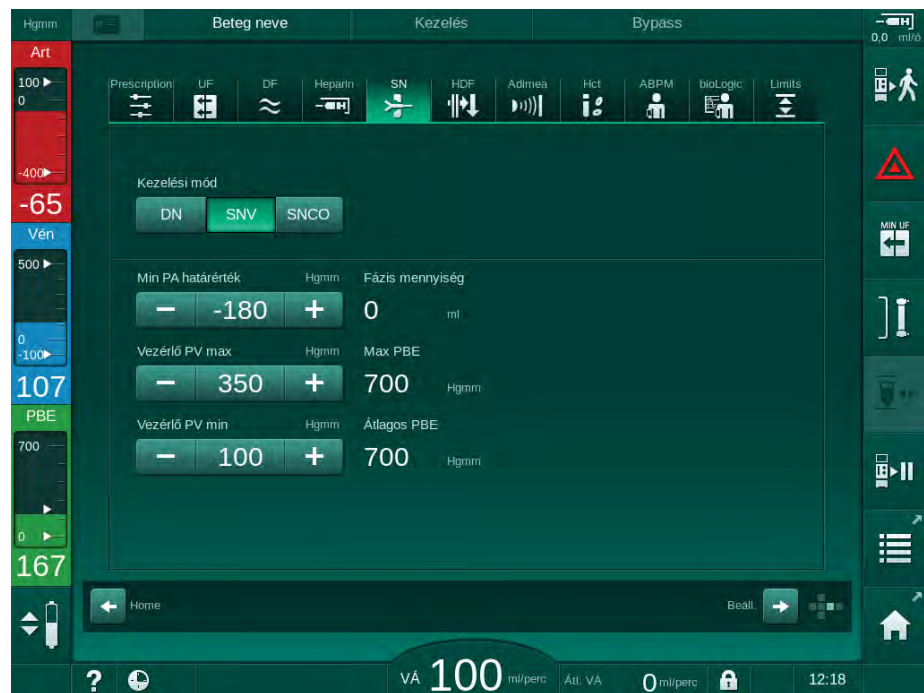 Hgmm
Beteg neve
Kezelés
Bypass
0,0 ml/ó
Art
100
0
-400
-65
Vén
500
0
-100
107
PBE
700
0
167
Prescription
UF
DF
Heparin
SN
HDF
Adimea
Hct
ABPM
bioLogic
Limits
Kezelési mód
DN SNV SNCO
Min PA határérték Hgmm Fázis mennyiség
− -180 + 0 ml
Vezérlő PV max Hgmm Max PBE
− 350 + 700 Hgmm
Vezérlő PV min Hgmm Átlagos PBE
− 100 + 700 Hgmm
MIN UF
Home
Beáll.
? VÁ 100 ml/perc Átl. VÁ 0 ml/perc 12:18